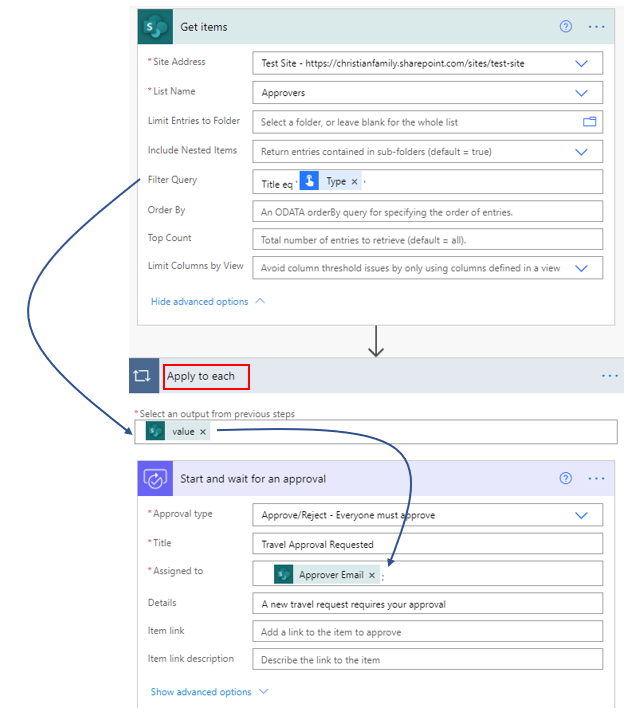 Get items
* Site Address
Test Site - https://christianfamily.sharepoint.com/sites/test-site
* List Name
Approvers
Limit Entries to Folder
Select a folder, or leave blank for the whole list
Include Nested Items
Return entries contained in sub-folders (default = true)
Filter Query
Title eq ' Type × '
Order By
An ODATA orderBy query for specifying the order of entries.
Top Count
Total number of entries to retrieve (default = all).
Limit Columns by View
Avoid column threshold issues by only using columns defined in a view
Hide advanced options
Apply to each
* Select an output from previous steps
value ×
Start and wait for an approval
* Approval type
Approve/Reject - Everyone must approve
* Title
Travel Approval Requested
* Assigned to
Approver Email × ;
Details
A new travel request requires your approval
Item link
Add a link to the item to approve
Item link description
Describe the link to the item
Show advanced options